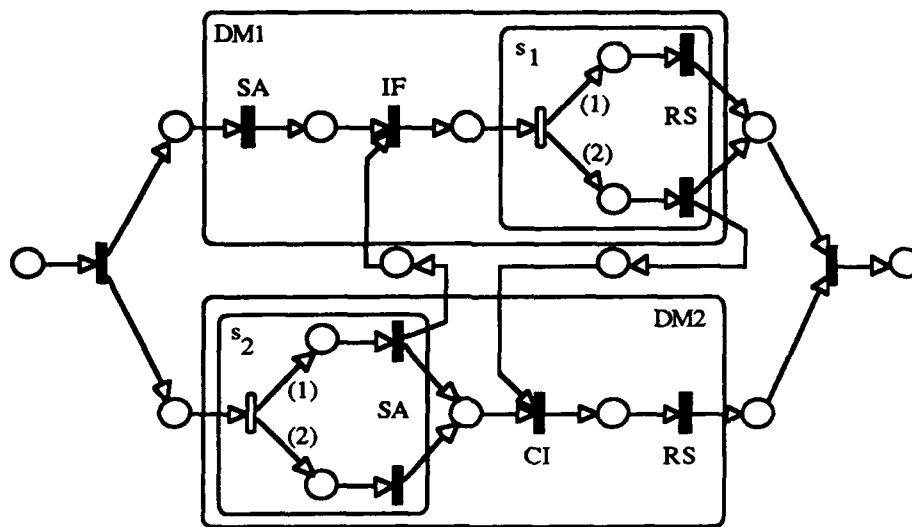 DM1
s1
SA
IF
(1)
RS
(2)
DM2
s2
(1)
SA
(2)
CI
RS